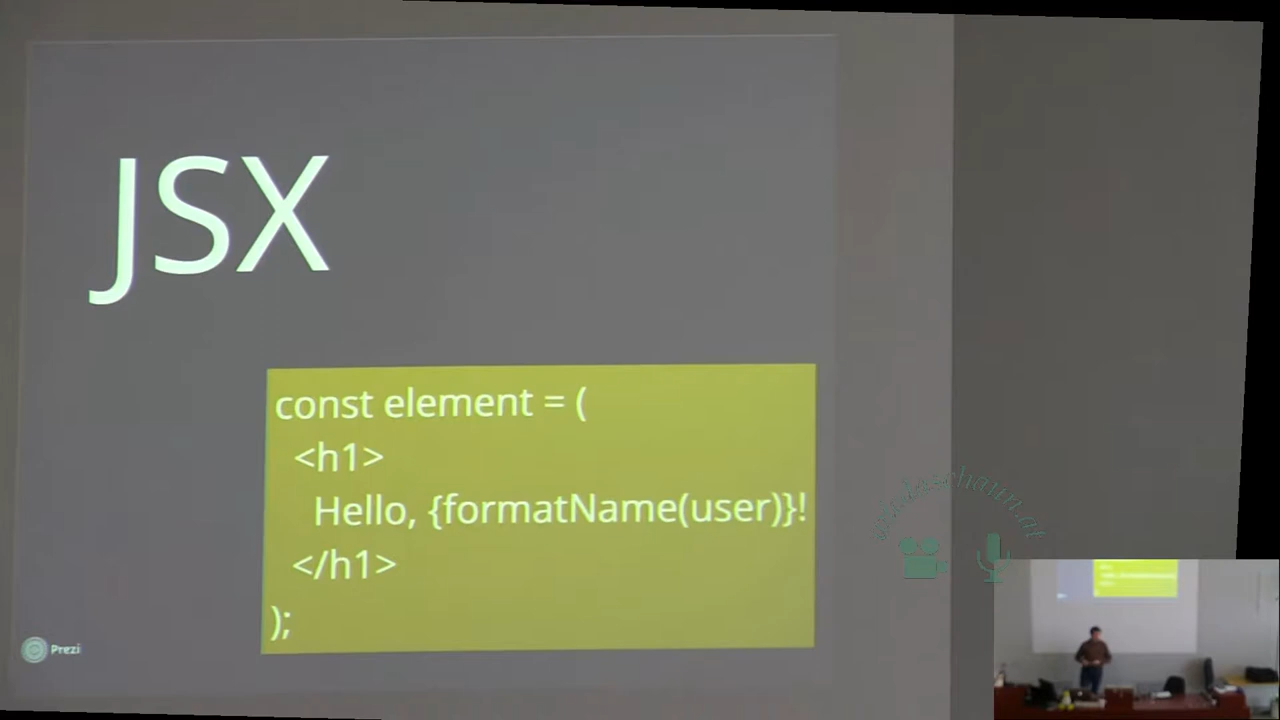 JSX
const element = (
<h1>
Hello, {formatName(user)}!
</h1>
);
Prezi